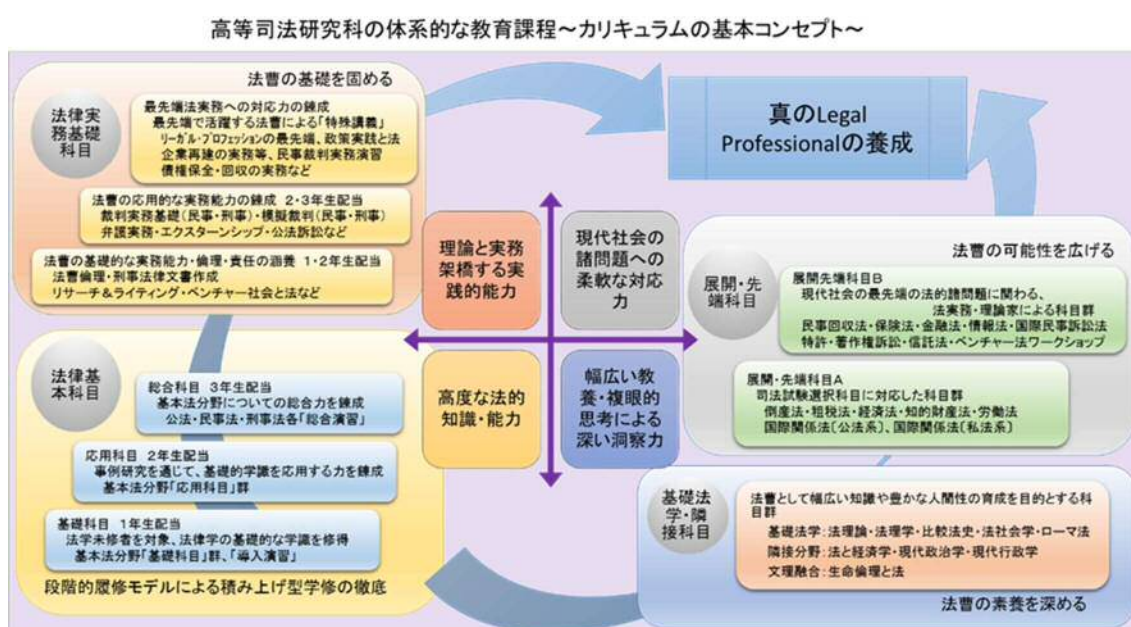 高等司法研究科の体系的な教育課程～カリキュラムの基本コンセプト～
法曹の基礎を固める
法律実
務基礎
科目
最先端法実務への対応力の錬成
最先端で活躍する法曹による「特殊講義」
リーガル・プロフェッションの最先端、政策実践と法
企業再建の実務等、民事裁判実務演習
債権保全・回収の実務など
法曹の応用的な実務能力の錬成 2・3年生配当
裁判実務基礎(民事・刑事)・模擬裁判(民事・刑事)
弁護実務・エクスターンシップ・公法訴訟など
法曹の基礎的な実務能力・倫理・責任の涵養 1・2年生配当
法曹倫理・刑事法律文書作成
リサーチ&ライティング・ベンチャー社会と法など
真のLegal
Professionalの養成
理論と実務
架橋する実
践的能力
現代社会の
諸問題への
柔軟な対応
力
高度な法的
知識・能力
幅広い教
養・複眼的
思考による
深い洞察力
法曹の可能性を広げる
展開・先
端科目
展開先端科目B
現代社会の最先端の法的諸問題に関わる、
法実務・理論家による科目群
民事回収法・保険法・金融法・情報法・国際民事訴訟法
特許・著作権訴訟・信託法・ベンチャー法ワークショップ
展開・先端科目A
司法試験選択科目に対応した科目群
倒産法・租税法・経済法・知的財産法・労働法
国際関係法〔公法系〕、国際関係法〔私法系〕
法律基
本科目
総合科目 3年生配当
基本法分野についての総合力を錬成
公法・民事法・刑事法各「総合演習」
応用科目 2年生配当
事例研究を通じて、基礎的学識を応用する力を錬成
基本法分野「応用科目」群
基礎科目 1年生配当
法学未修者を対象、法律学の基礎的な学識を修得
基本法分野「基礎科目」群、「導入演習」
段階的履修モデルによる積み上げ型学修の徹底
基礎法
学・隣
接科目
法曹として幅広い知識や豊かな人間性の育成を目的とする科
目群
基礎法学：法理論・法理学・比較法史・法社会学・ローマ法
隣接分野：法と経済学・現代政治学・現代行政学
文理融合：生命倫理と法
法曹の素養を深める